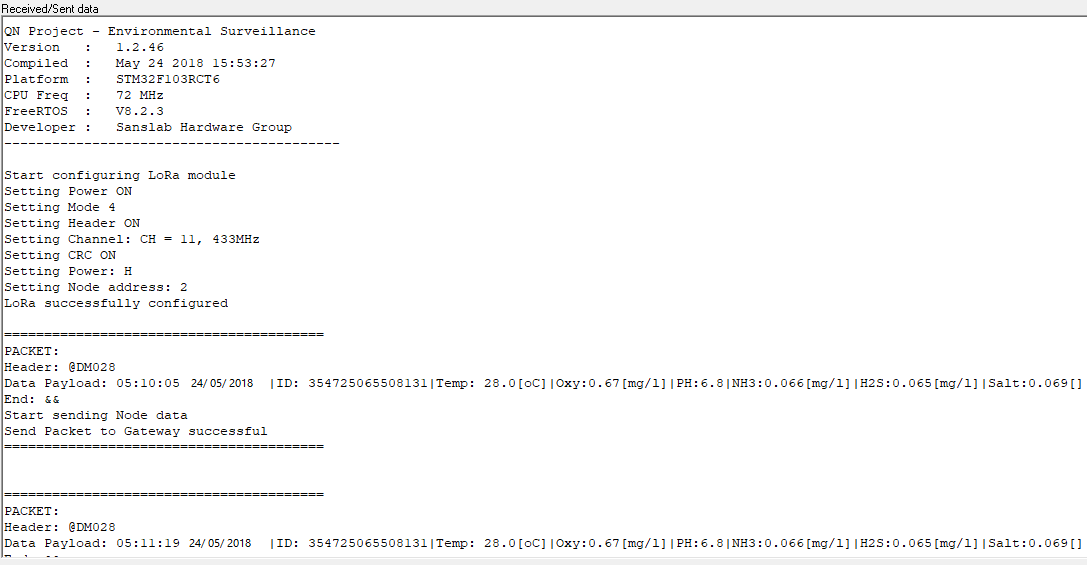 Received/Sent data
QN Project - Environmental Surveillance
Version   :   1.2.46
Compiled  :   May 24 2018 15:53:27
Platform  :   STM32F103RCT6
CPU Freq  :   72 MHz
FreeRTOS  :   V8.2.3
Developer :   Sanslab Hardware Group
------------------------------------------
Start configuring LoRa module
Setting Power ON
Setting Mode 4
Setting Header ON
Setting Channel: CH = 11, 433MHz
Setting CRC ON
Setting Power: H
Setting Node address: 2
LoRa successfully configured
========================================
PACKET:
Header: @DM028
Data Payload: 05:10:05 24/05/2018 |ID: 354725065508131|Temp: 28.0[oC]|Oxy:0.67[mg/l]|PH:6.8|NH3:0.066[mg/l]|H2S:0.065[mg/l]|Salt:0.069[]
End: &&
Start sending Node data
Send Packet to Gateway successful
========================================
========================================
PACKET:
Header: @DM028
Data Payload: 05:11:19 24/05/2018 |ID: 354725065508131|Temp: 28.0[oC]|Oxy:0.67[mg/l]|PH:6.8|NH3:0.066[mg/l]|H2S:0.065[mg/l]|Salt:0.069[]